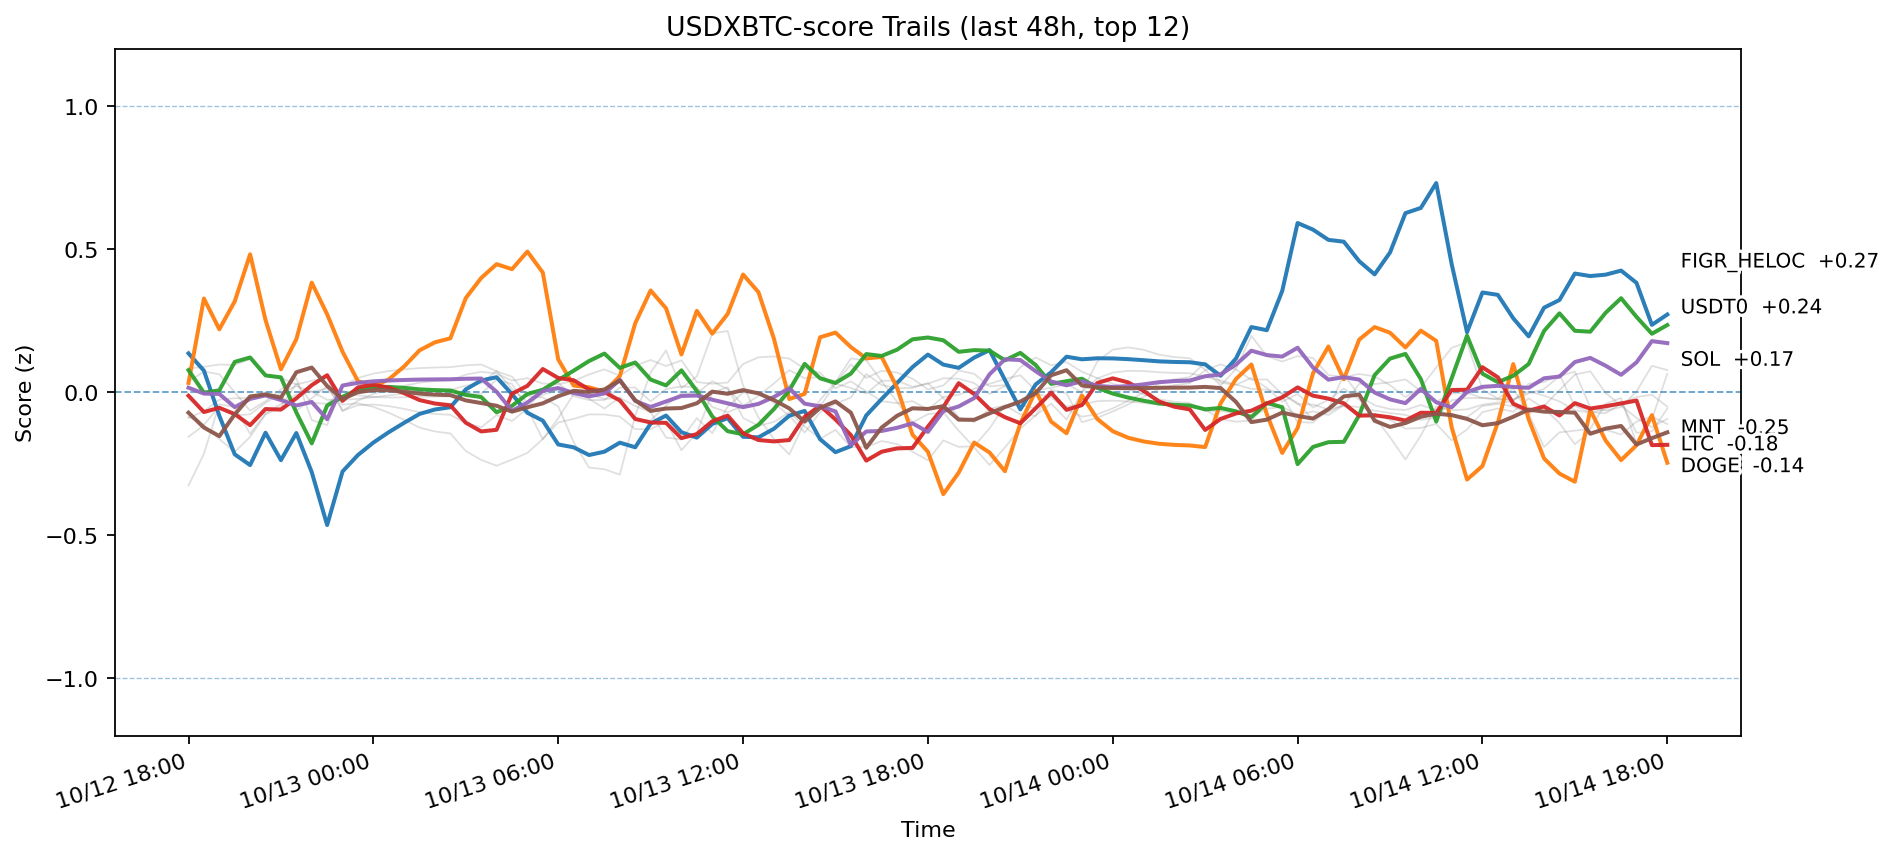 USDXBTC-score Trails (last 48h, top 12)
Score (z)
1.0
0.5
0.0
−0.5
−1.0
FIGR_HELOC +0.27
USDT0 +0.24
SOL +0.17
MNT -0.25
LTC -0.18
DOGE -0.14
10/12 18:00
10/13 00:00
10/13 06:00
10/13 12:00
10/13 18:00
10/14 00:00
10/14 06:00
10/14 12:00
10/14 18:00
Time